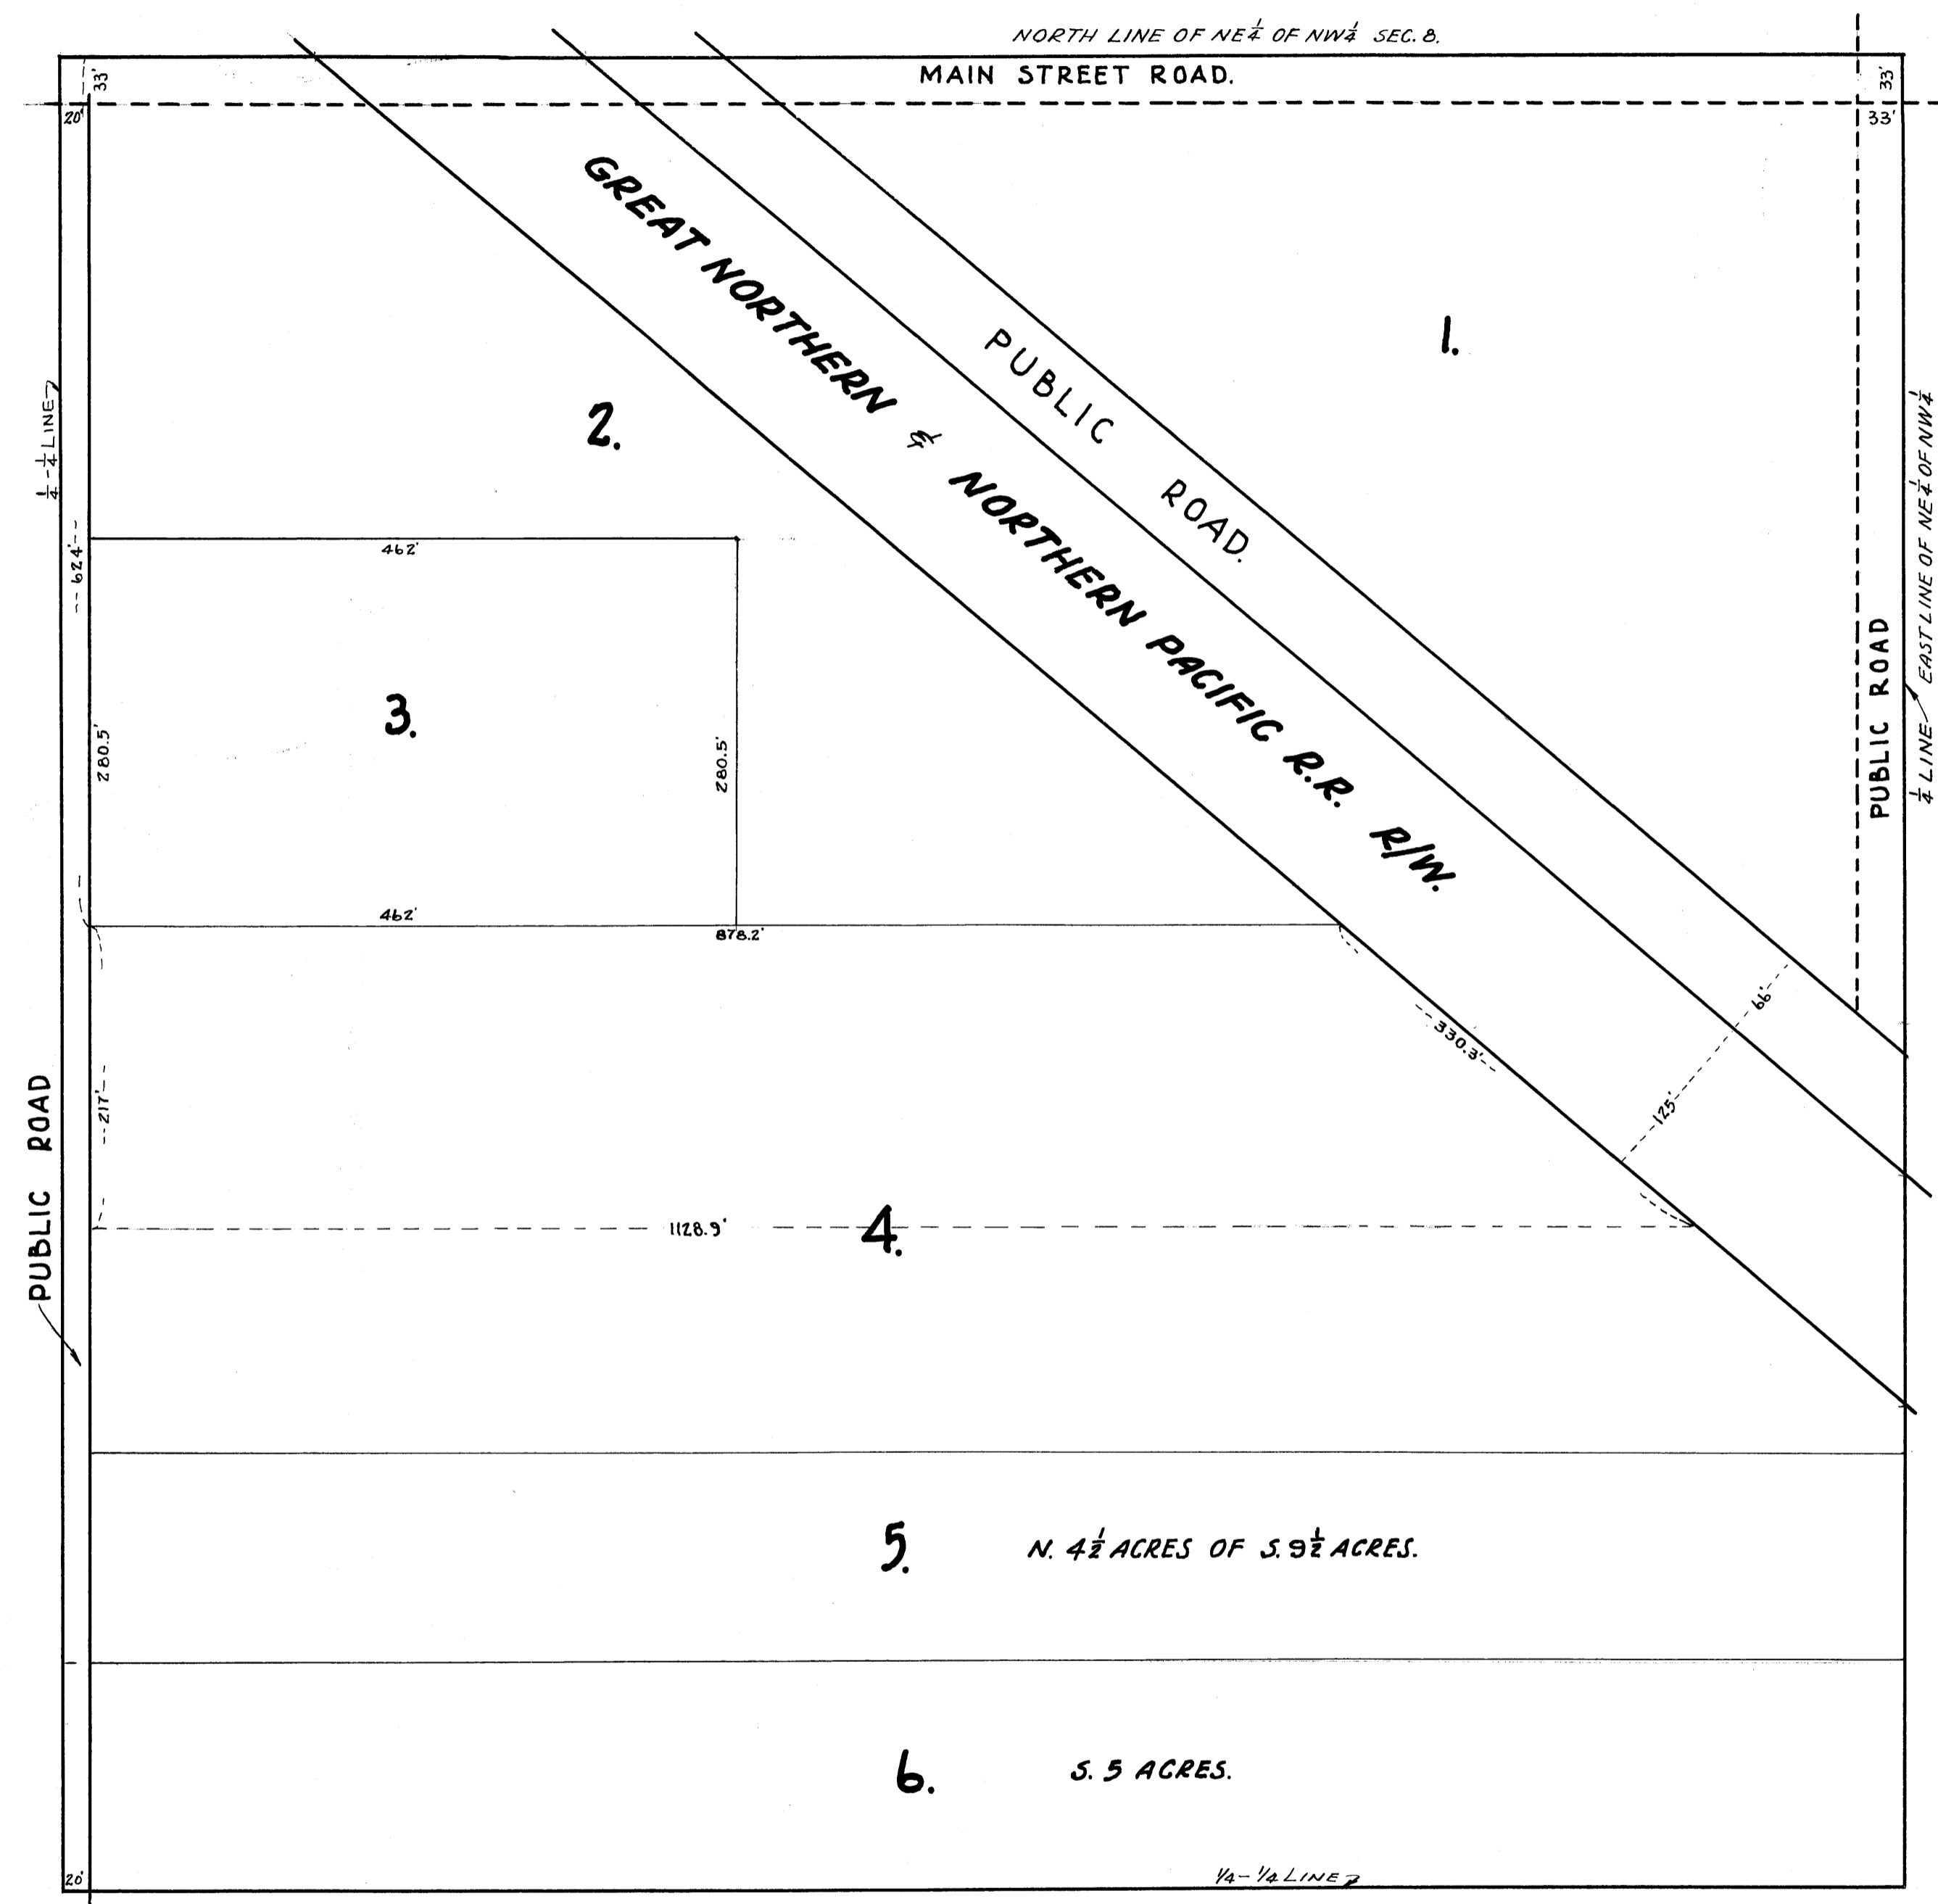 NORTH LINE OF NE¼ OF NW¼ SEC. 8.
MAIN STREET ROAD.
33'
33'
20'
33'
GREAT NORTHERN & NORTHERN PACIFIC R.R. R/W.
PUBLIC ROAD.
1.
2.
¼-¼ LINE
624'
462'
3.
280.5'
280.5'
462'
878.2'
PUBLIC ROAD
¼ LINE
EAST LINE OF NE¼ OF NW¼
66'
330.3'
125'
217'
PUBLIC ROAD
1128.9'
4.
5.
N. 4½ ACRES OF S. 9½ ACRES.
6.
S. 5 ACRES.
20'
1/4-1/4 LINE